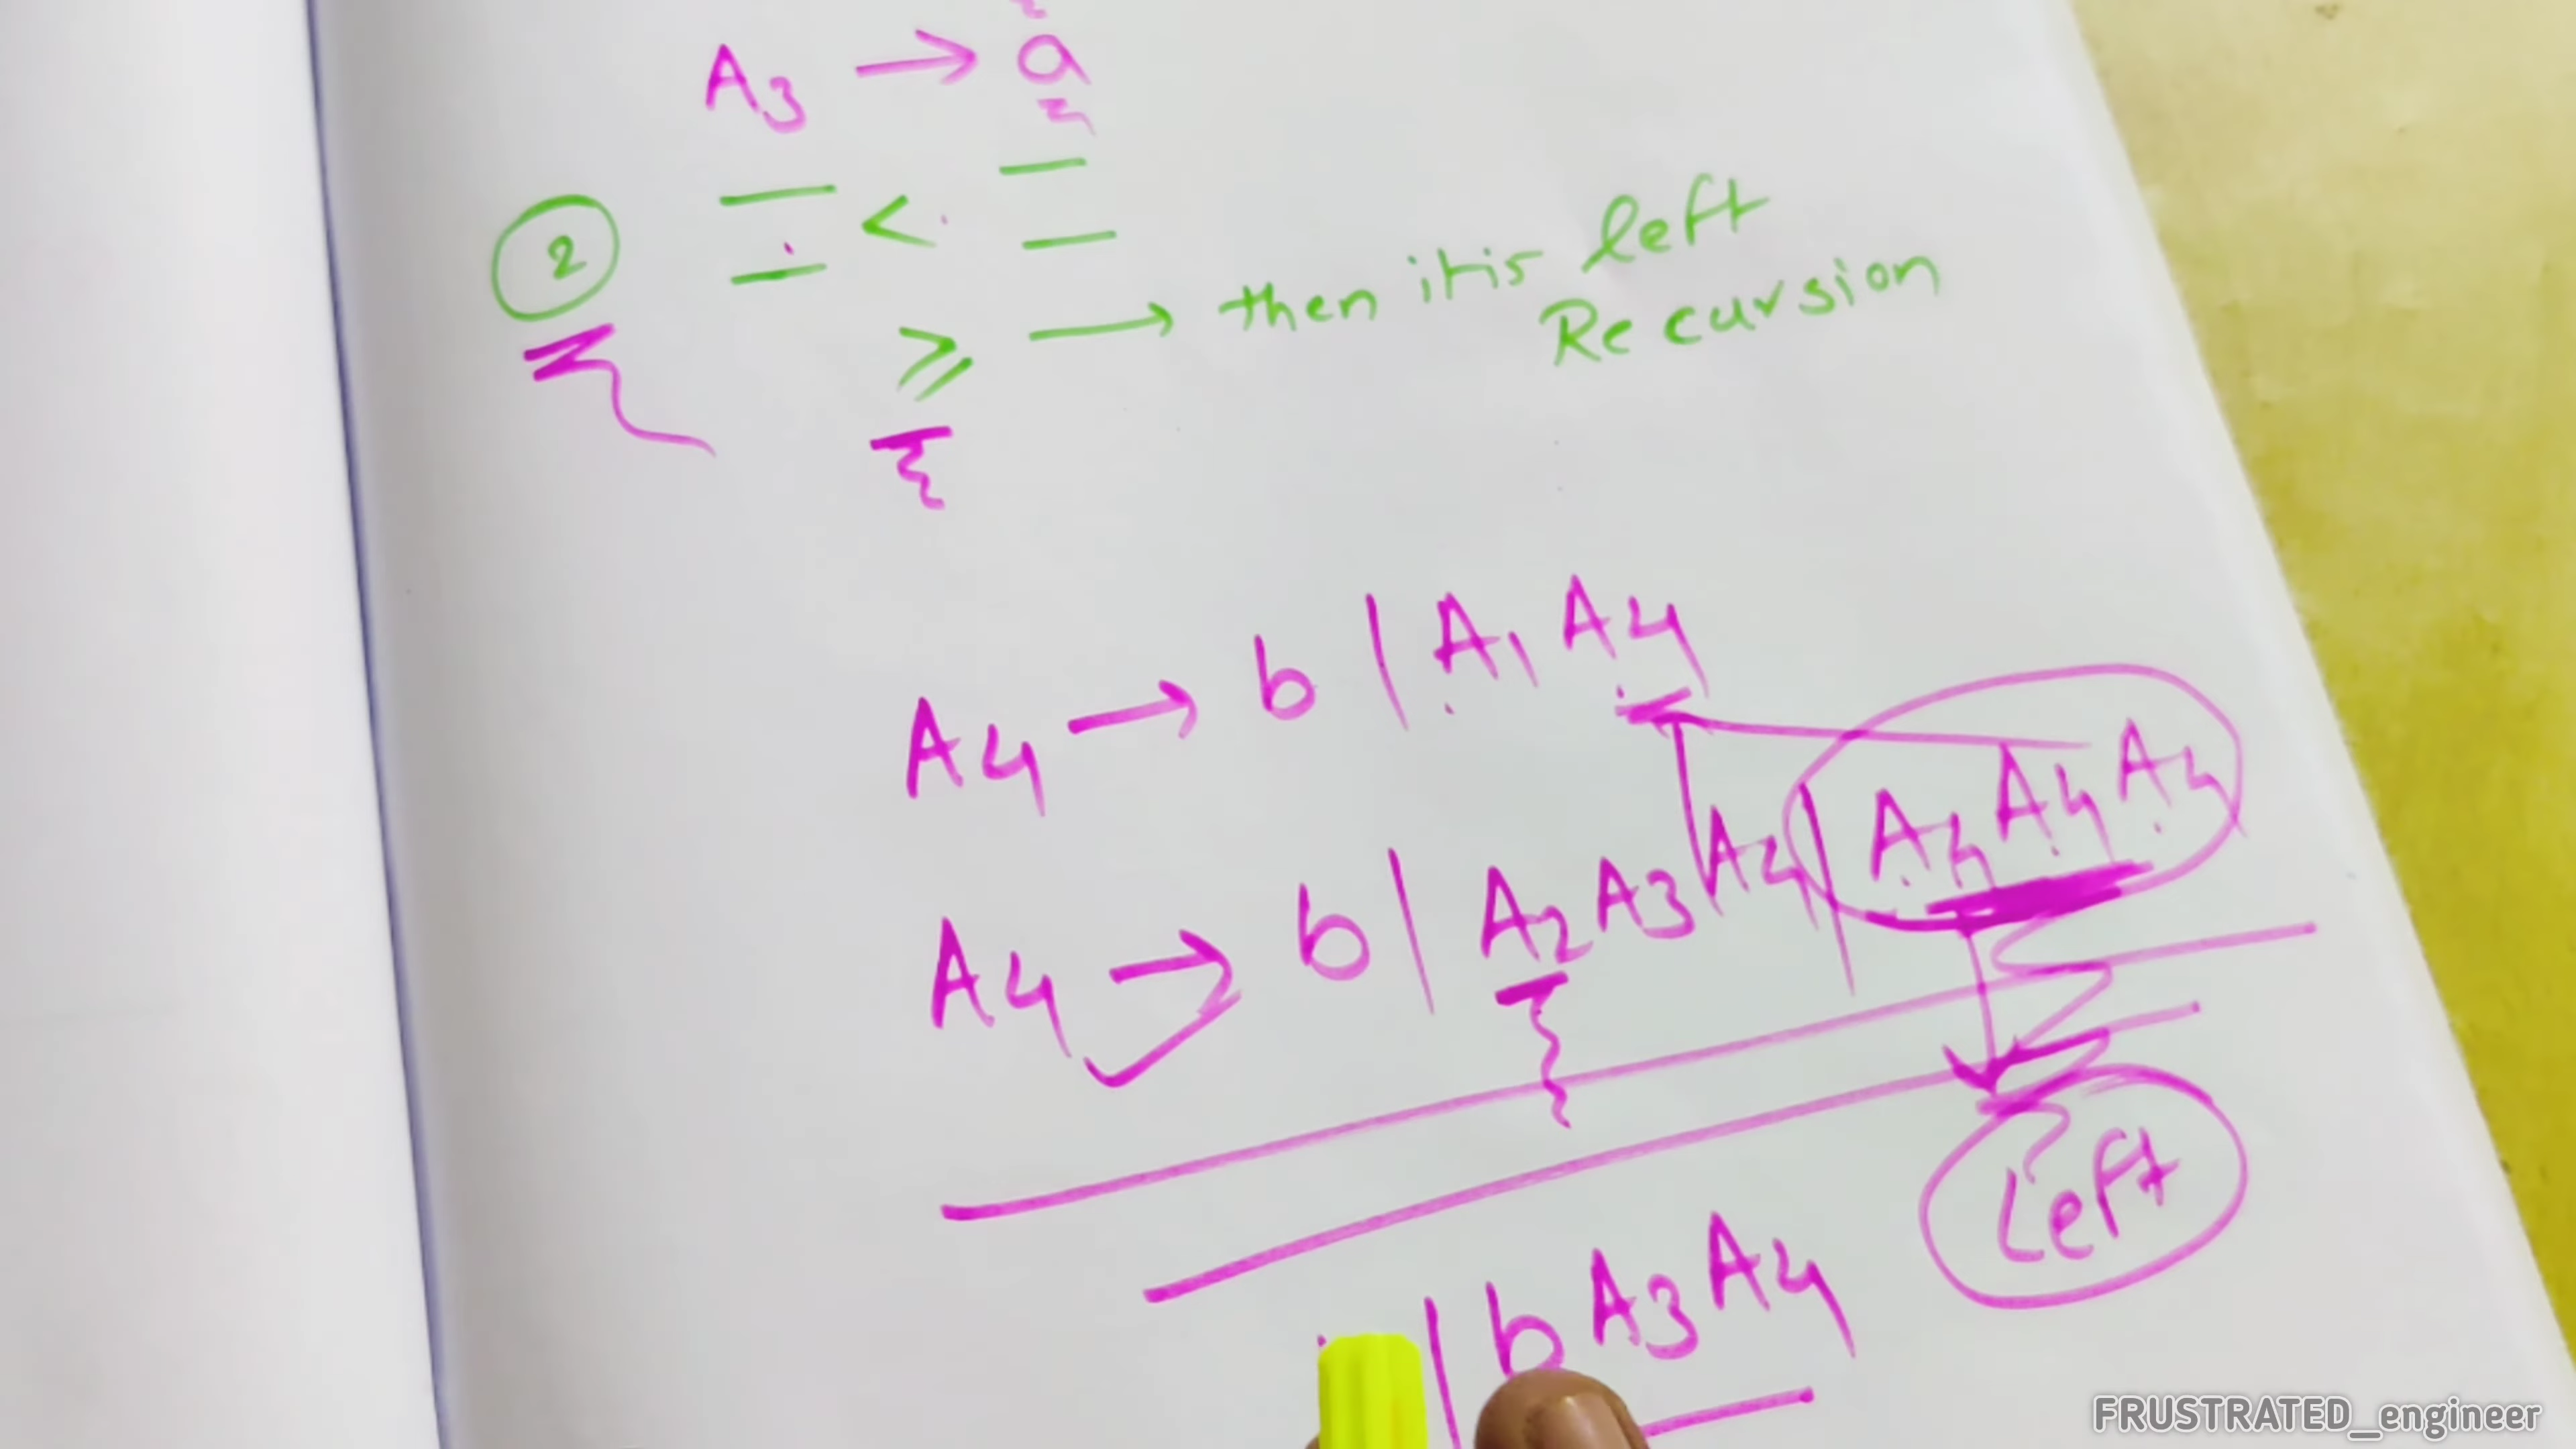 A3 → a
② <
≥ → then it is left
Recursion
A4 → b | A1 A4
A4 → b | A2 A3 A4 | A4 A4 A4
Left
| b A3 A4
FRUSTRATED_engineer